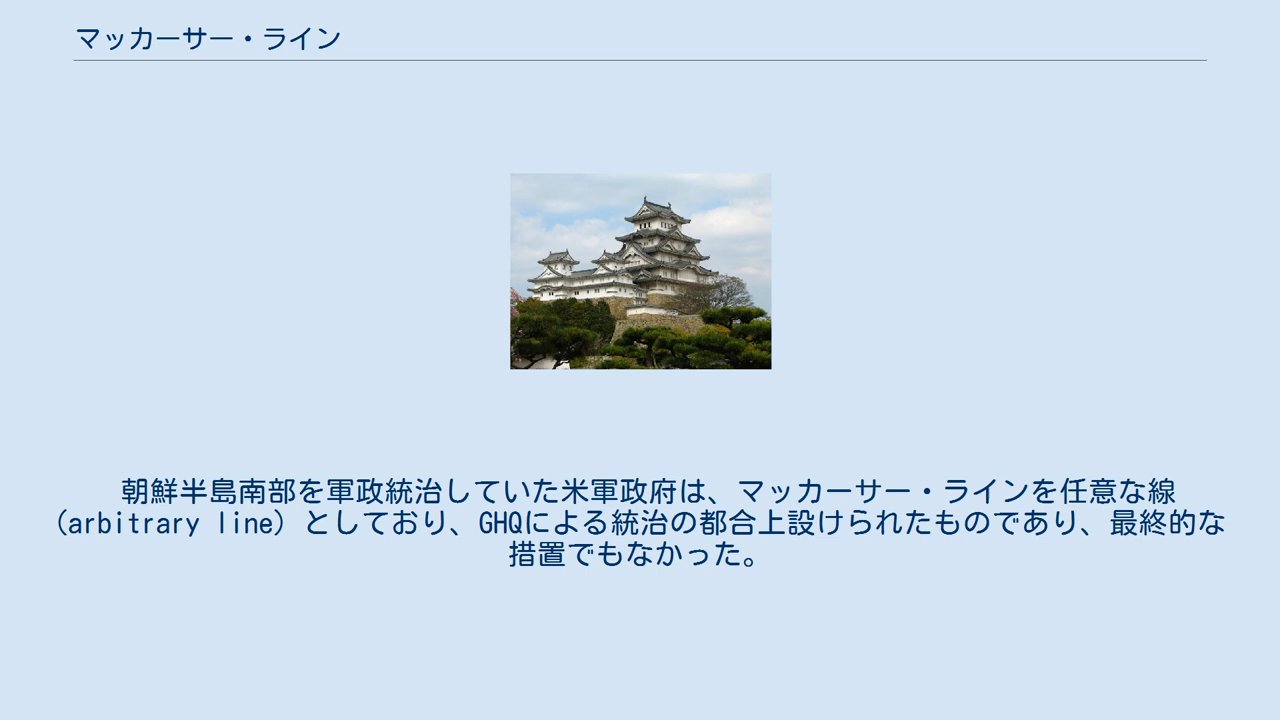 マッカーサー・ライン
朝鮮半島南部を軍政統治していた米軍政府は、マッカーサー・ラインを任意な線
(arbitrary line) としており、GHQによる統治の都合上設けられたものであり、最終的な
措置でもなかった。